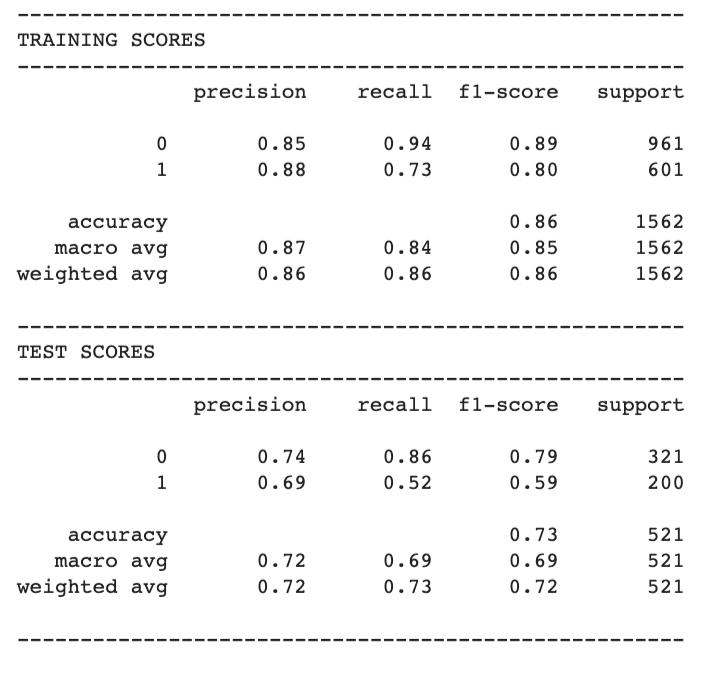 -----------------------------------------------------
TRAINING SCORES
-----------------------------------------------------
              precision    recall  f1-score   support

           0       0.85      0.94      0.89       961
           1       0.88      0.73      0.80       601

    accuracy                           0.86      1562
   macro avg       0.87      0.84      0.85      1562
weighted avg       0.86      0.86      0.86      1562

-----------------------------------------------------
TEST SCORES
-----------------------------------------------------
              precision    recall  f1-score   support

           0       0.74      0.86      0.79       321
           1       0.69      0.52      0.59       200

    accuracy                           0.73       521
   macro avg       0.72      0.69      0.69       521
weighted avg       0.72      0.73      0.72       521

-----------------------------------------------------